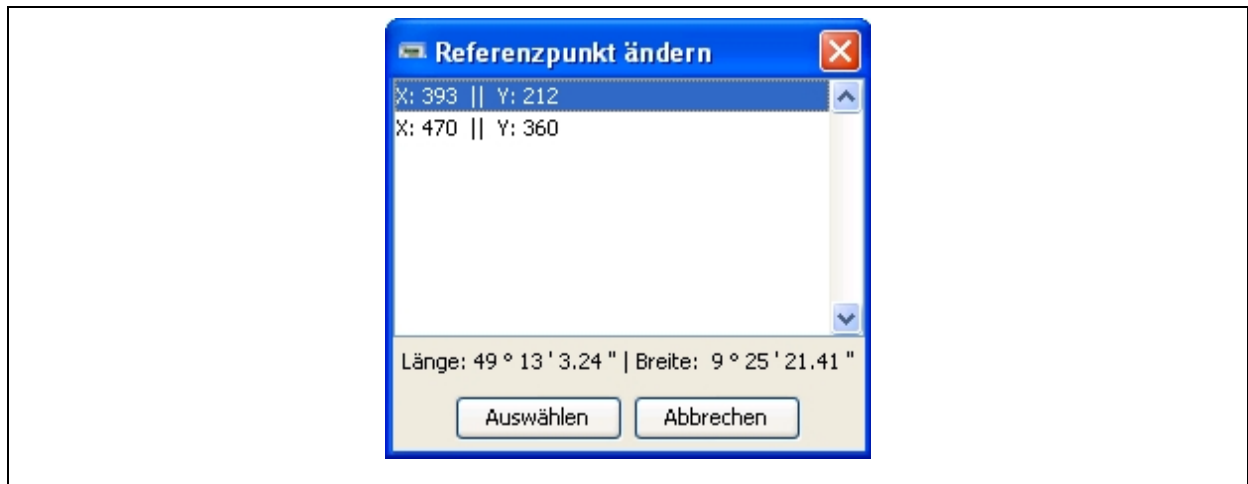 Referenzpunkt ändern
X: 393 || Y: 212
X: 470 || Y: 360
Länge: 49 ° 13 ' 3.24 " | Breite: 9 ° 25 ' 21.41 "
Auswählen Abbrechen